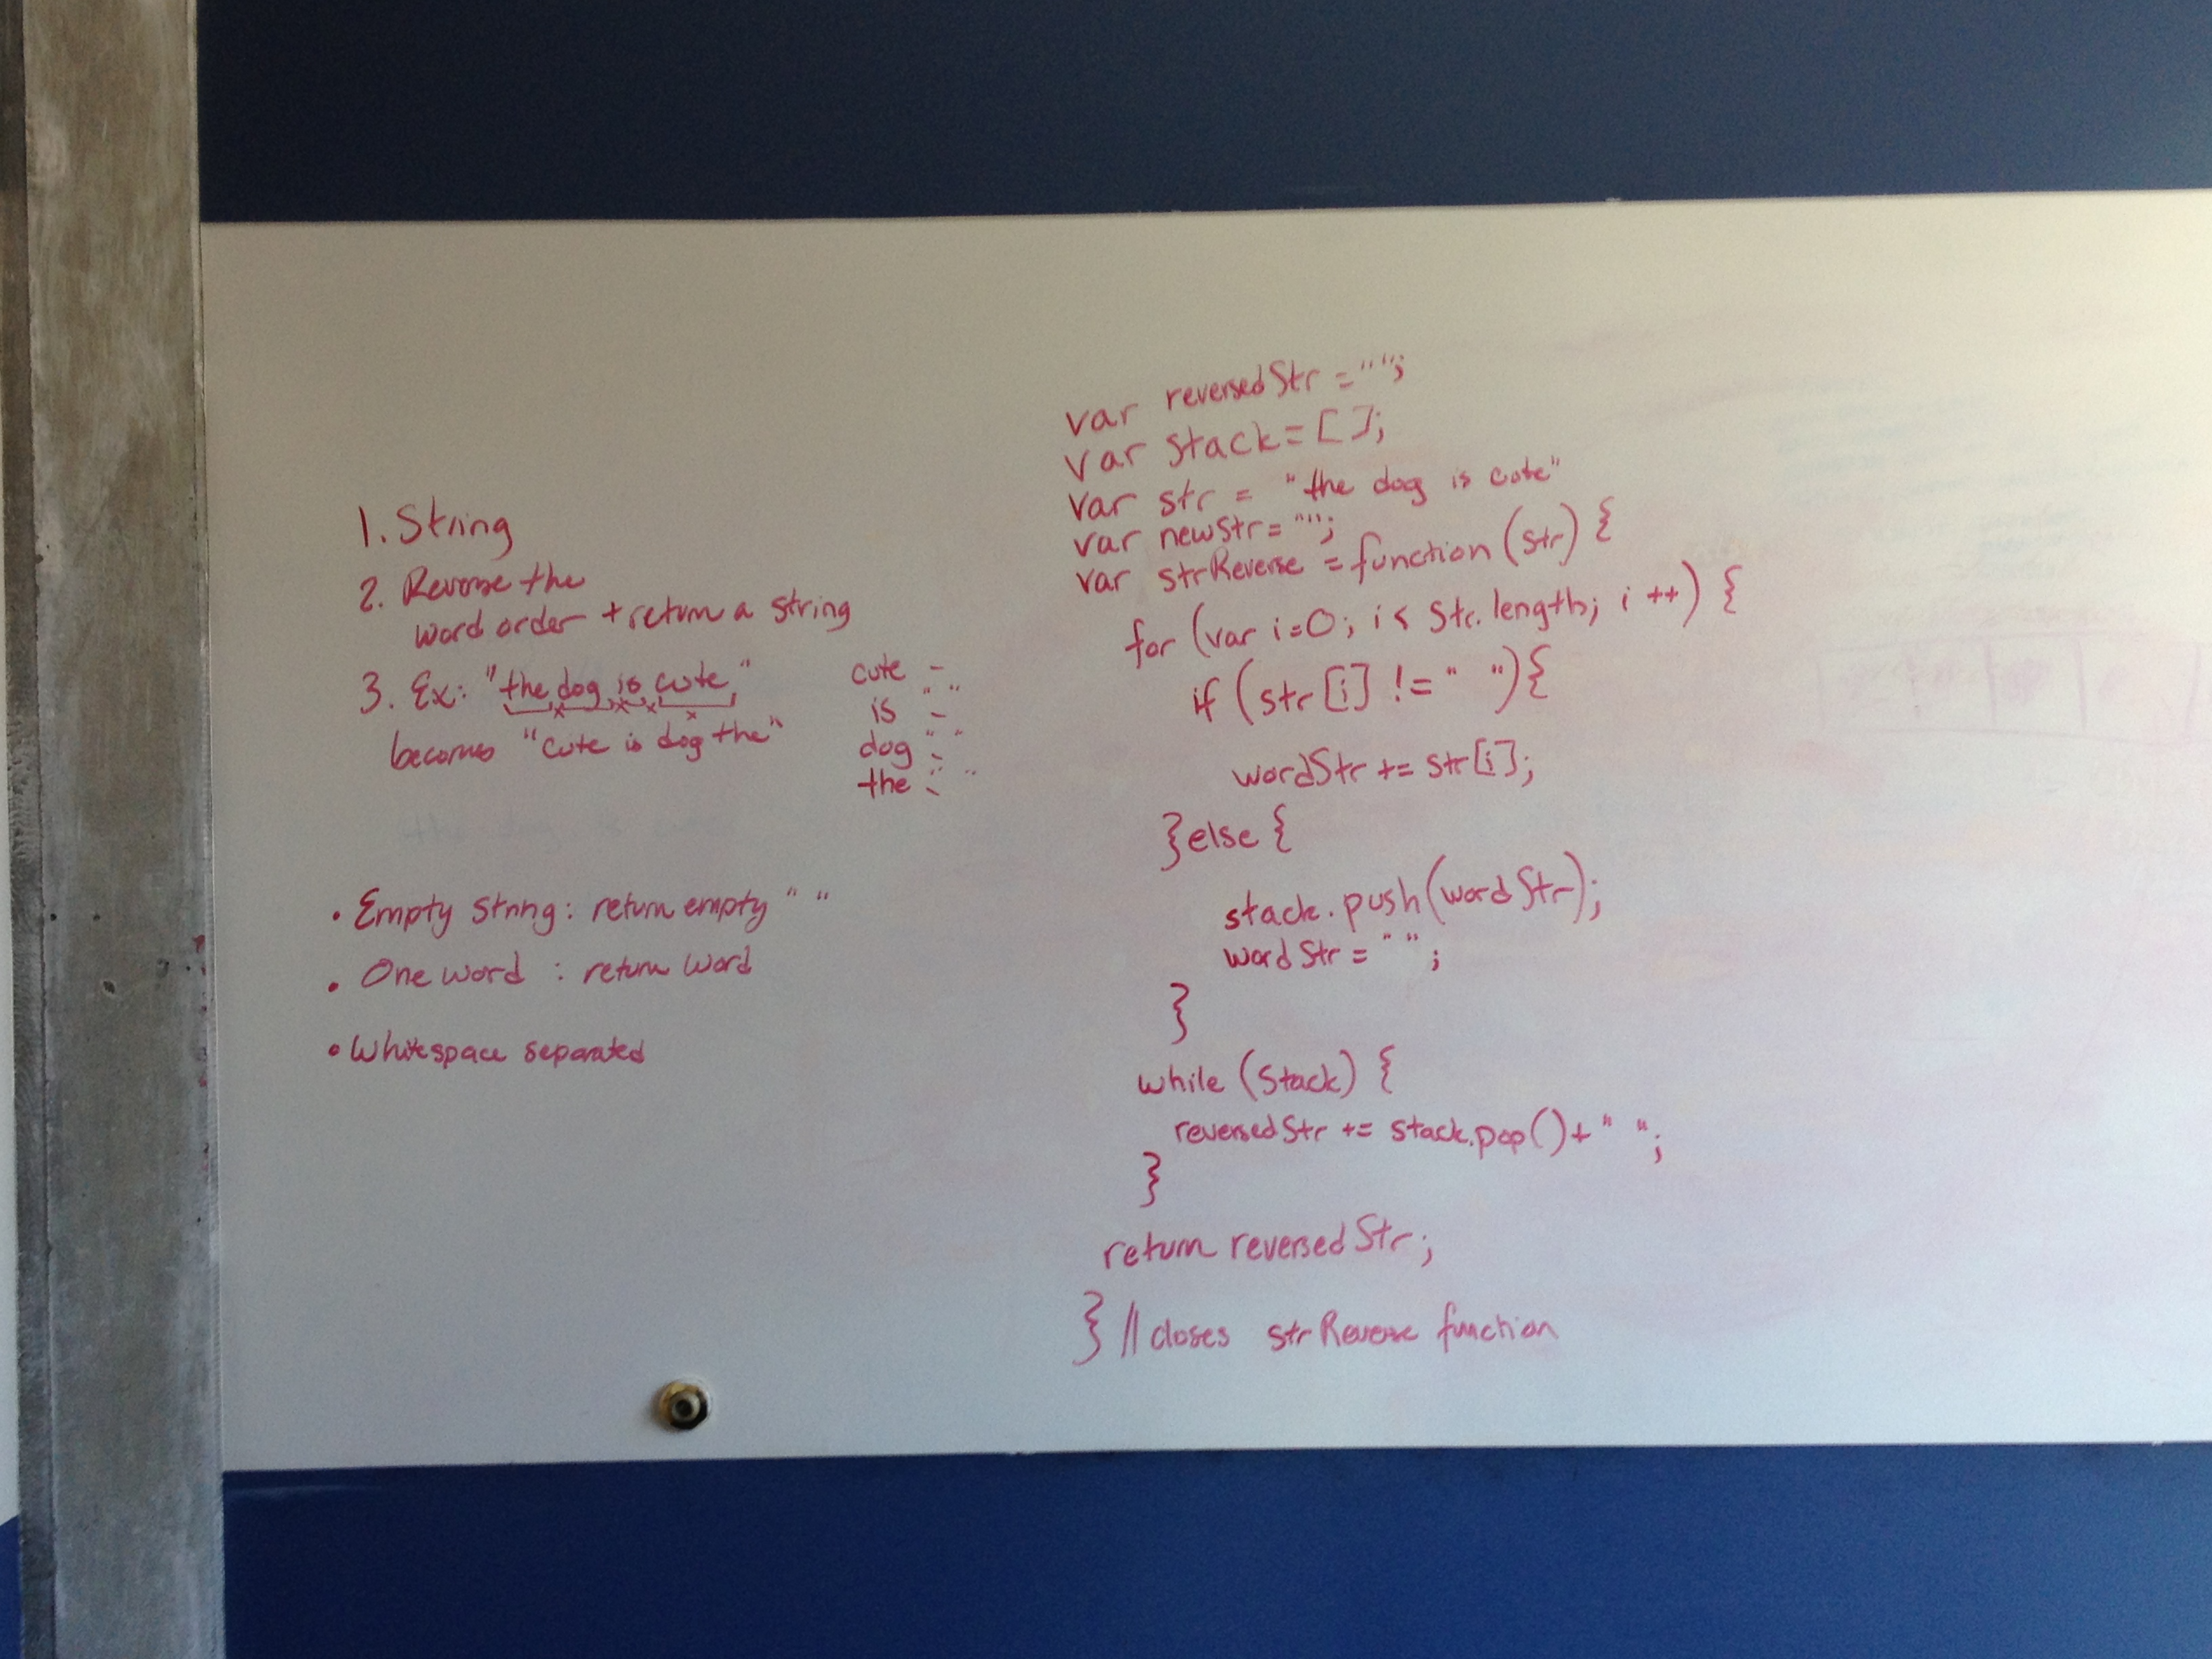 1. String
2. Reverse the
word order + return a string
3. Ex: "the dog is cute"
becomes "cute is dog the"
cute -
is " "
dog " "
the " "
• Empty string: return empty " "
• One word : return word
• Whitespace separated
var reversedStr = "";
var stack = [ ];
var str = "the dog is cute"
var newStr = "";
var strReverse = function (str) {
for (var i=0; i < str.length; i ++) {
if (str[i] != " "){
wordStr += str[i];
} else {
stack.push(wordStr);
wordStr = " ";
}
while (stack) {
reversedStr += stack.pop() + " ";
}
return reversedStr;
} // closes strReverse function